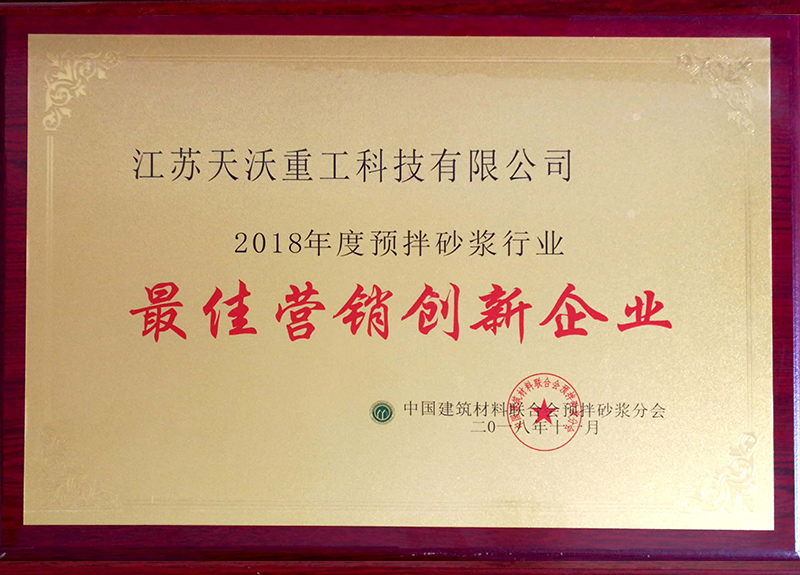 江苏天沃重工科技有限公司
2018年度预拌砂浆行业
最佳营销创新企业
中国建筑材料联合会预拌砂浆分会
二〇一八年十一月